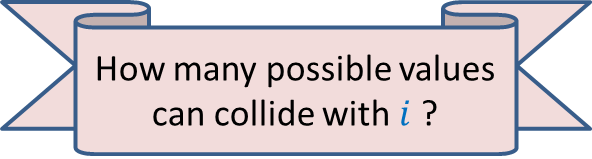 How many possible values
can collide with i ?